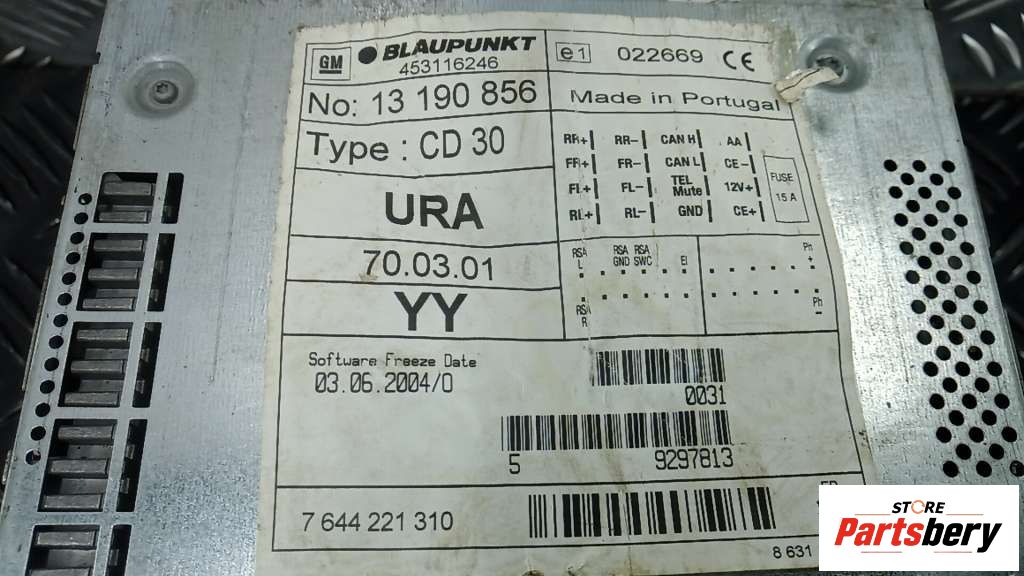 GM BLAUPUNKT
453116246
e1 022669 CE
No: 13 190 856
Made in Portugal
Type : CD 30
RR+ RR- CAN H AA
FR+ FR- CAN L CE-
FL+ FL- TEL Mute 12V+
RL+ RL- GND CE+
FUSE
15 A
URA
70.03.01
YY
RSA L
RSA GND
RSA SWC
EI
Ph +
RSA R
Ph -
Software Freeze Date
03.06.2004/0
0031
5 9297813
7 644 221 310
8 631
STORE
Partsbery